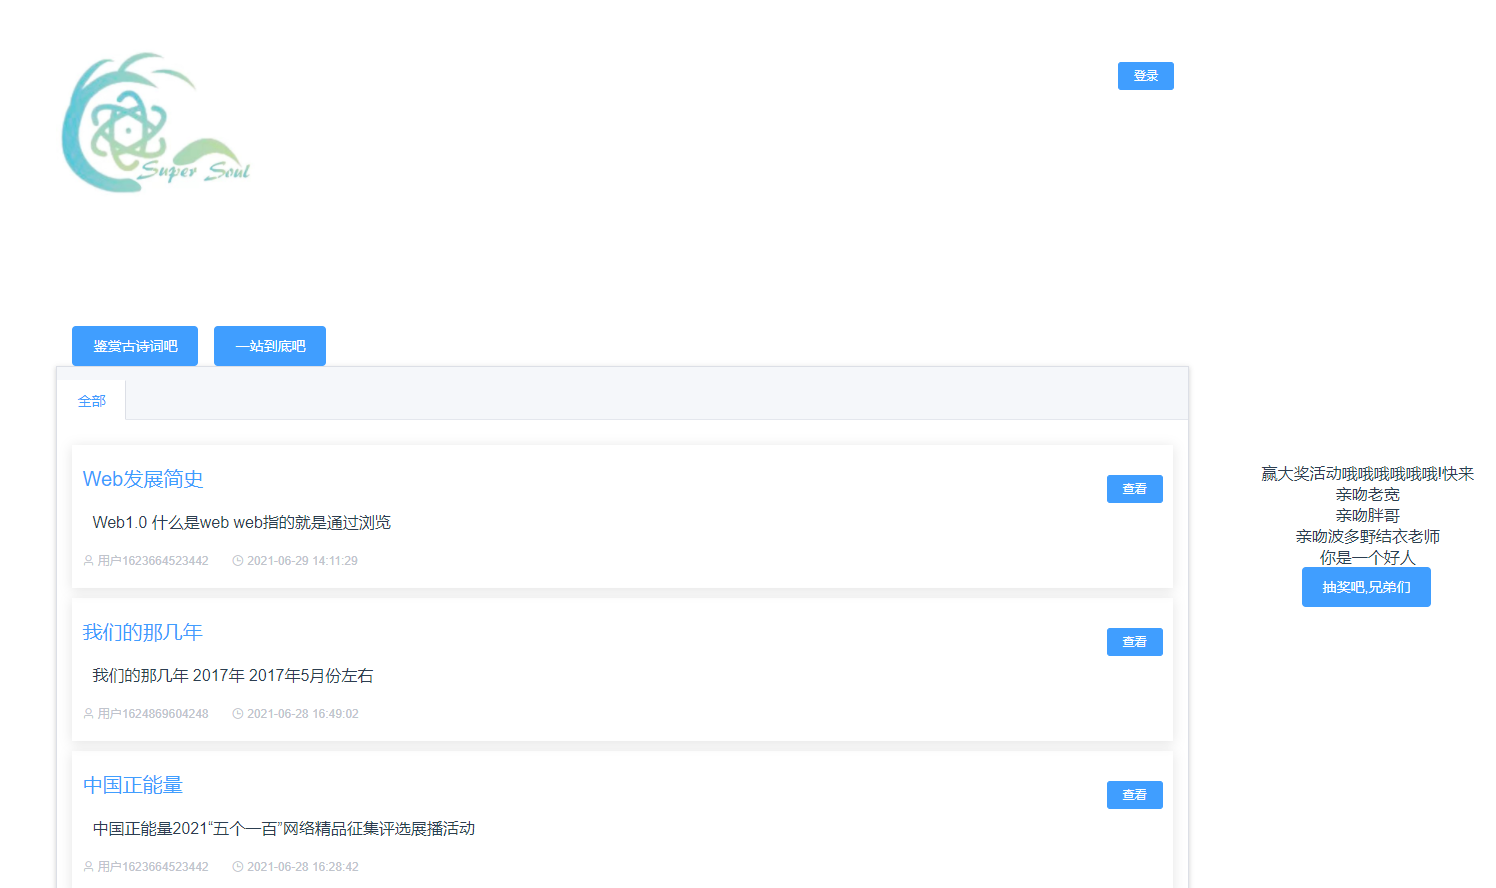 Super Soul
登录
鉴赏古诗词吧
一站到底吧
全部
Web发展简史
查看
Web1.0 什么是web web指的就是通过浏览
用户1623664523442 2021-06-29 14:11:29
我们的那几年
查看
我们的那几年 2017年 2017年5月份左右
用户1624869604248 2021-06-28 16:49:02
中国正能量
查看
中国正能量2021“五个一百”网络精品征集评选展播活动
用户1623664523442 2021-06-28 16:28:42
赢大奖活动哦哦哦哦哦哦!快来
亲吻老宽
亲吻胖哥
亲吻波多野结衣老师
你是一个好人
抽奖吧,兄弟们